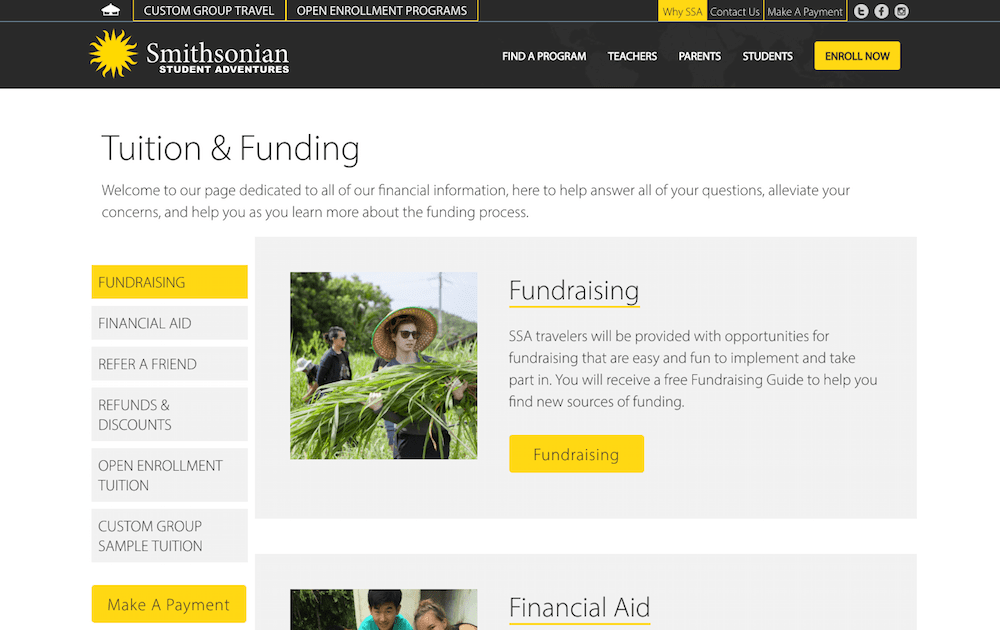 CUSTOM GROUP TRAVEL
OPEN ENROLLMENT PROGRAMS
Why SSA
Contact Us
Make A Payment
Smithsonian
STUDENT ADVENTURES
FIND A PROGRAM
TEACHERS
PARENTS
STUDENTS
ENROLL NOW
Tuition & Funding
Welcome to our page dedicated to all of our financial information, here to help answer all of your questions, alleviate your
concerns, and help you as you learn more about the funding process.
FUNDRAISING
FINANCIAL AID
REFER A FRIEND
REFUNDS &
DISCOUNTS
OPEN ENROLLMENT
TUITION
CUSTOM GROUP
SAMPLE TUITION
Make A Payment
Fundraising
SSA travelers will be provided with opportunities for
fundraising that are easy and fun to implement and take
part in. You will receive a free Fundraising Guide to help you
find new sources of funding.
Fundraising
Financial Aid